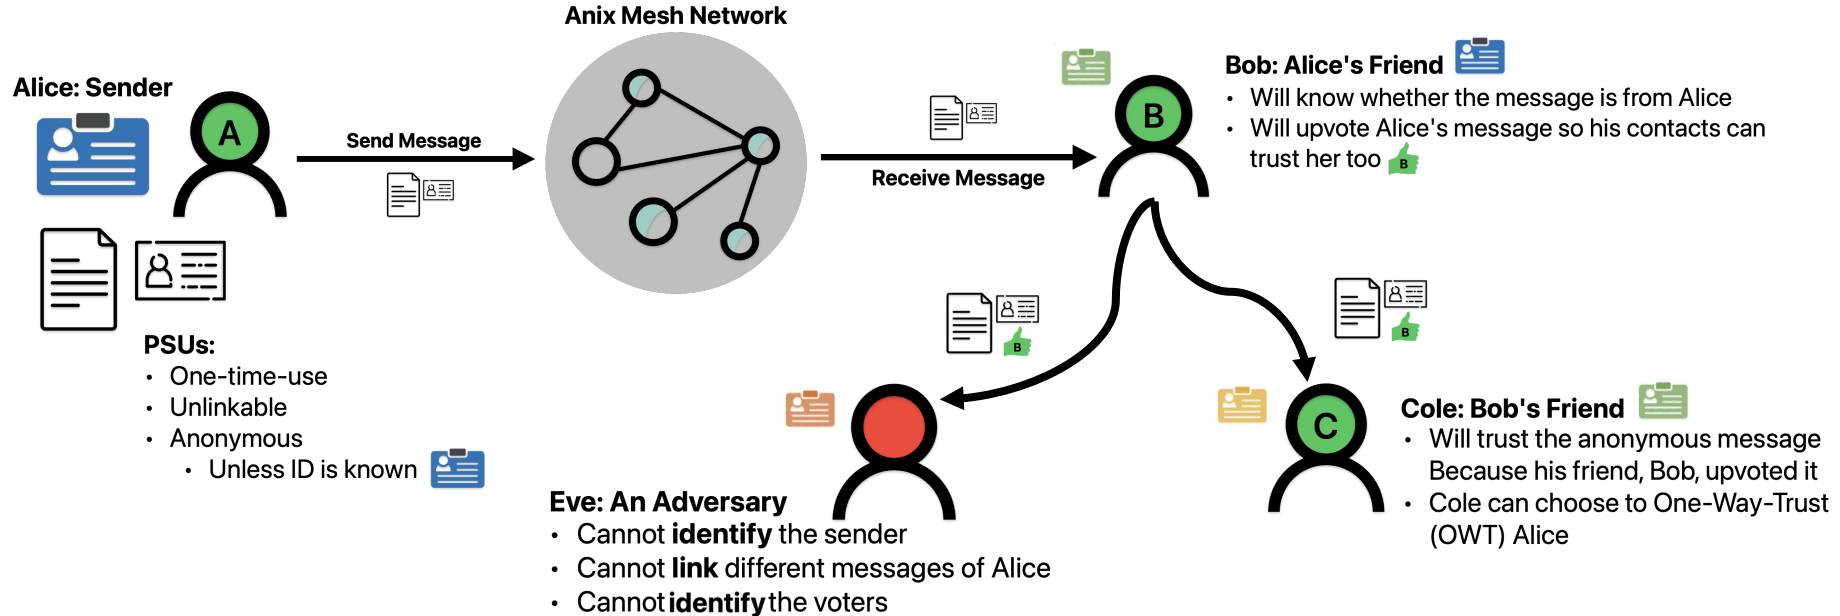 Anix Mesh Network
Alice: Sender
A
Send Message
Receive Message
B
Bob: Alice's Friend
• Will know whether the message is from Alice
• Will upvote Alice's message so his contacts can
trust her too
B
PSUs:
• One-time-use
• Unlinkable
• Anonymous
• Unless ID is known
B
B
Eve: An Adversary
• Cannot identify the sender
• Cannot link different messages of Alice
• Cannot identify the voters
C
Cole: Bob's Friend
• Will trust the anonymous message
Because his friend, Bob, upvoted it
• Cole can choose to One-Way-Trust
(OWT) Alice